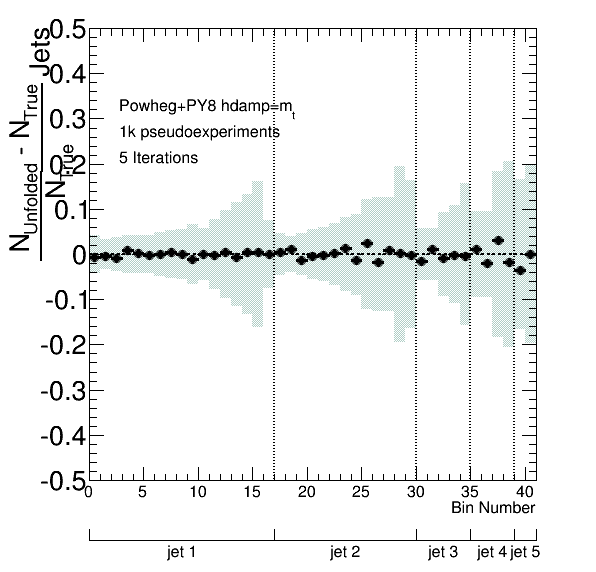 N_Unfolded - N_True
N_True
Jets
0.5
0.4
0.3
0.2
0.1
0
-0.1
-0.2
-0.3
-0.4
-0.5
Powheg+PY8 hdamp=m_t
1k pseudoexperiments
5 Iterations
0 5 10 15 20 25 30 35 40
Bin Number
jet 1 jet 2 jet 3 jet 4 jet 5